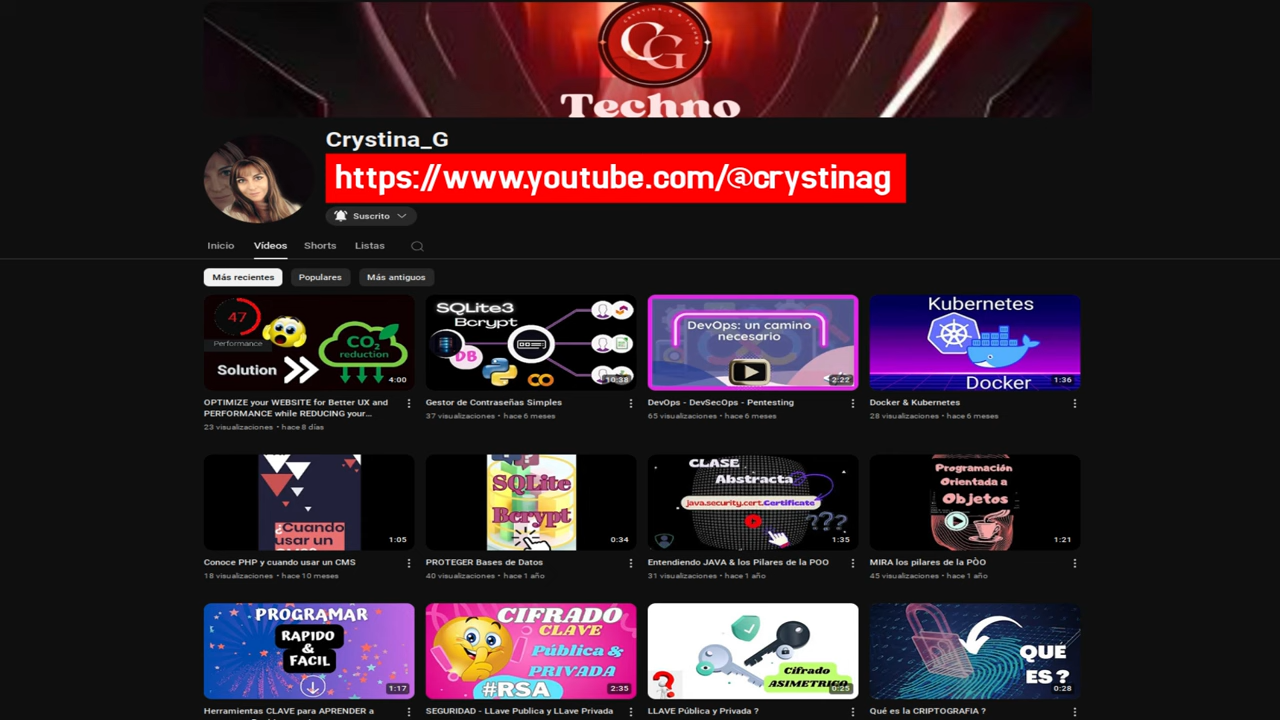 CG
Techno
Crystina_G
https://www.youtube.com/@crystinag
Suscrito
Inicio
Vídeos
Shorts
Listas
Más recientes
Populares
Más antiguos
47
Performance
Solution
CO2
reduction
4:00
SQLite3
Bcrypt
DB
10:38
DevOps: un camino
necesario
2:22
Kubernetes
Docker
1:36
OPTIMIZE your WEBSITE for Better UX and
PERFORMANCE while REDUCING your...
23 visualizaciones • hace 8 días
Gestor de Contraseñas Simples
37 visualizaciones • hace 6 meses
DevOps - DevSecOps - Pentesting
65 visualizaciones • hace 6 meses
Docker & Kubernetes
28 visualizaciones • hace 6 meses
¿Cuando
usar un
1:05
SQLite
Bcrypt
0:34
CLASE
Abstracta
java.security.cert.Certificate
???
1:35
Programación
Orientada a
Objetos
1:21
Conoce PHP y cuando usar un CMS
18 visualizaciones • hace 10 meses
PROTEGER Bases de Datos
40 visualizaciones • hace 1 año
Entendiendo JAVA & los Pilares de la POO
31 visualizaciones • hace 1 año
MIRA los pilares de la PÒO
45 visualizaciones • hace 1 año
PROGRAMAR
RAPIDO
&
FACIL
1:17
CIFRADO
CLAVE
Pública &
PRIVADA
#RSA
2:35
?
Cifrado
ASIMETRICO
0:25
QUÉ
ES ?
0:28
Herramientas CLAVE para APRENDER a
SEGURIDAD - LLave Publica y LLave Privada
LLAVE Pública y Privada ?
Qué es la CRIPTOGRAFIA ?